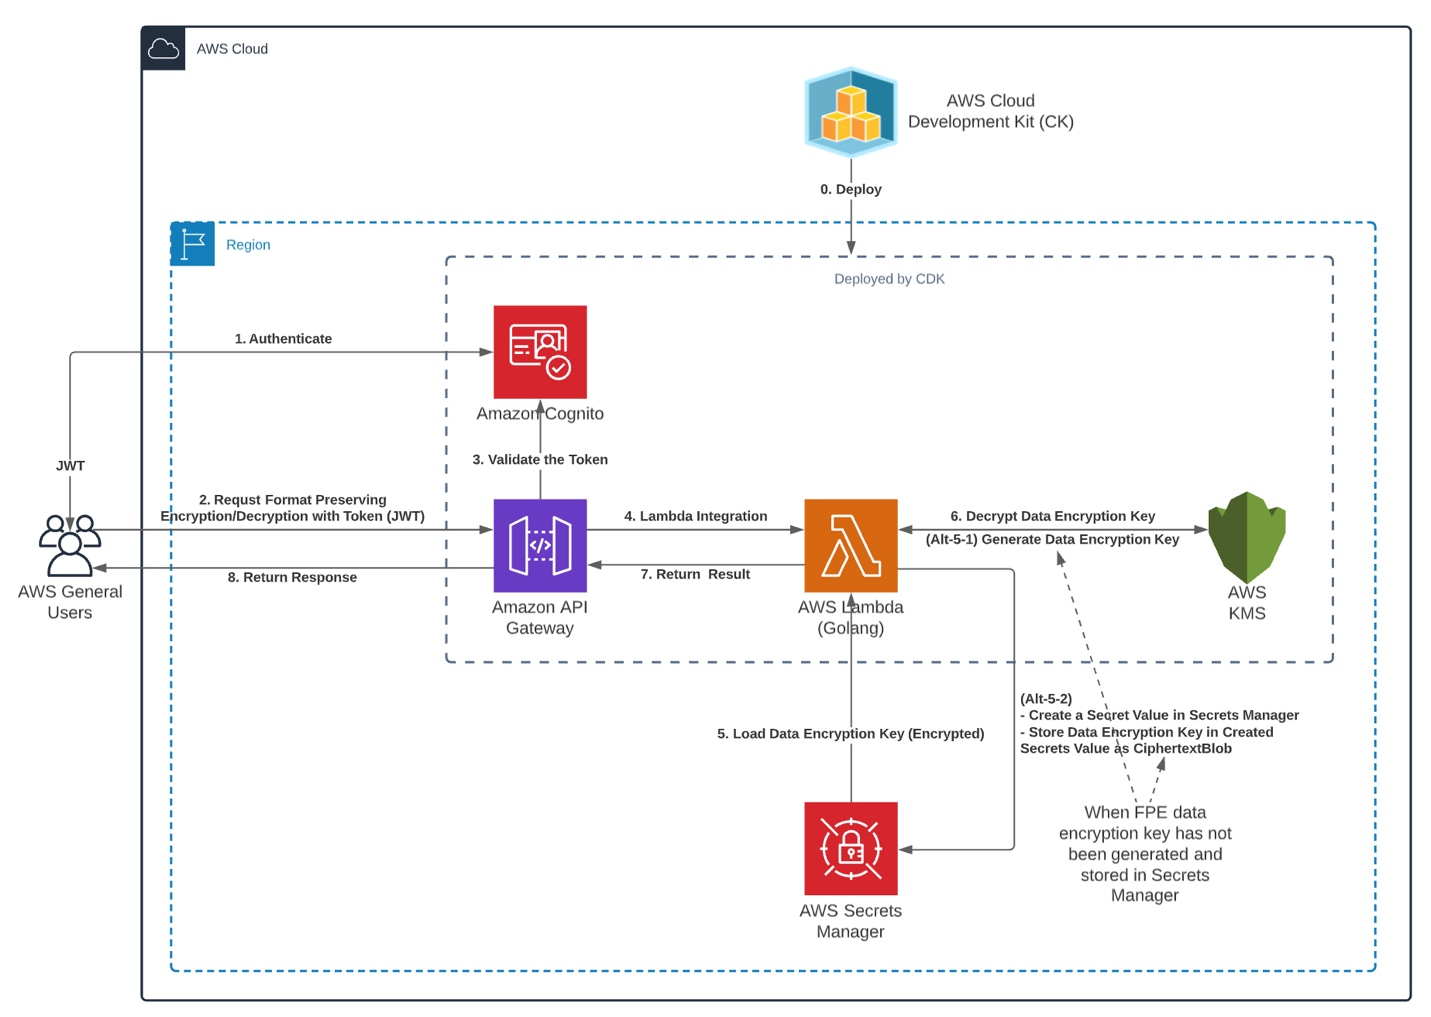 AWS Cloud
AWS Cloud
Development Kit (CK)
0. Deploy
Region
Deployed by CDK
1. Authenticate
Amazon Cognito
JWT
3. Validate the Token
2. Requst Format Preserving
Encryption/Decryption with Token (JWT)
4. Lambda Integration
6. Decrypt Data Encryption Key
(Alt-5-1) Generate Data Encryption Key
8. Return Response
7. Return Result
AWS General
Users
Amazon API
Gateway
AWS Lambda
(Golang)
AWS
KMS
(Alt-5-2)
- Create a Secret Value in Secrets Manager
- Store Data Encryption Key in Created
Secrets Value as CiphertextBlob
5. Load Data Encryption Key (Encrypted)
When FPE data
encryption key has not
been generated and
stored in Secrets
Manager
AWS Secrets
Manager